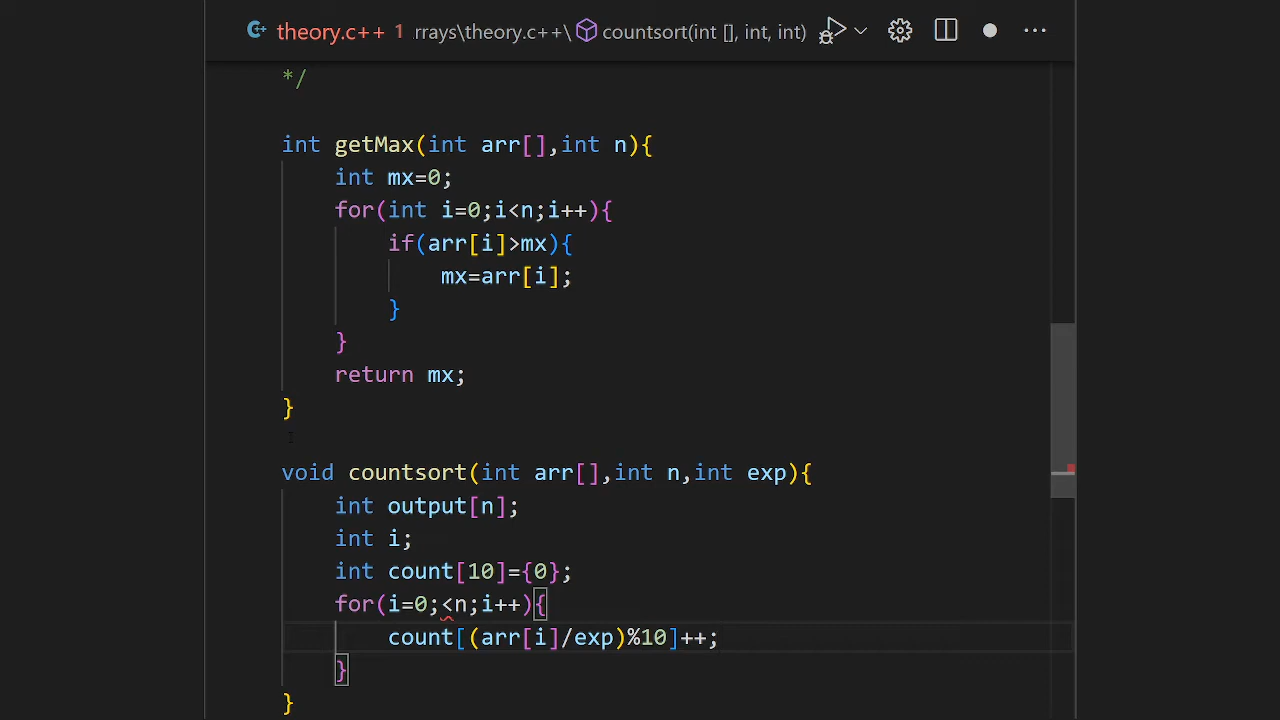 theory.c++ 1 rrays\theory.c++\ countsort(int [], int, int) ...
*/
int getMax(int arr[],int n){
int mx=0;
for(int i=0;i<n;i++){
if(arr[i]>mx){
mx=arr[i];
}
}
return mx;
}
void countsort(int arr[],int n,int exp){
int output[n];
int i;
int count[10]={0};
for(i=0;<n;i++){
count[(arr[i]/exp)%10]++;
}
}